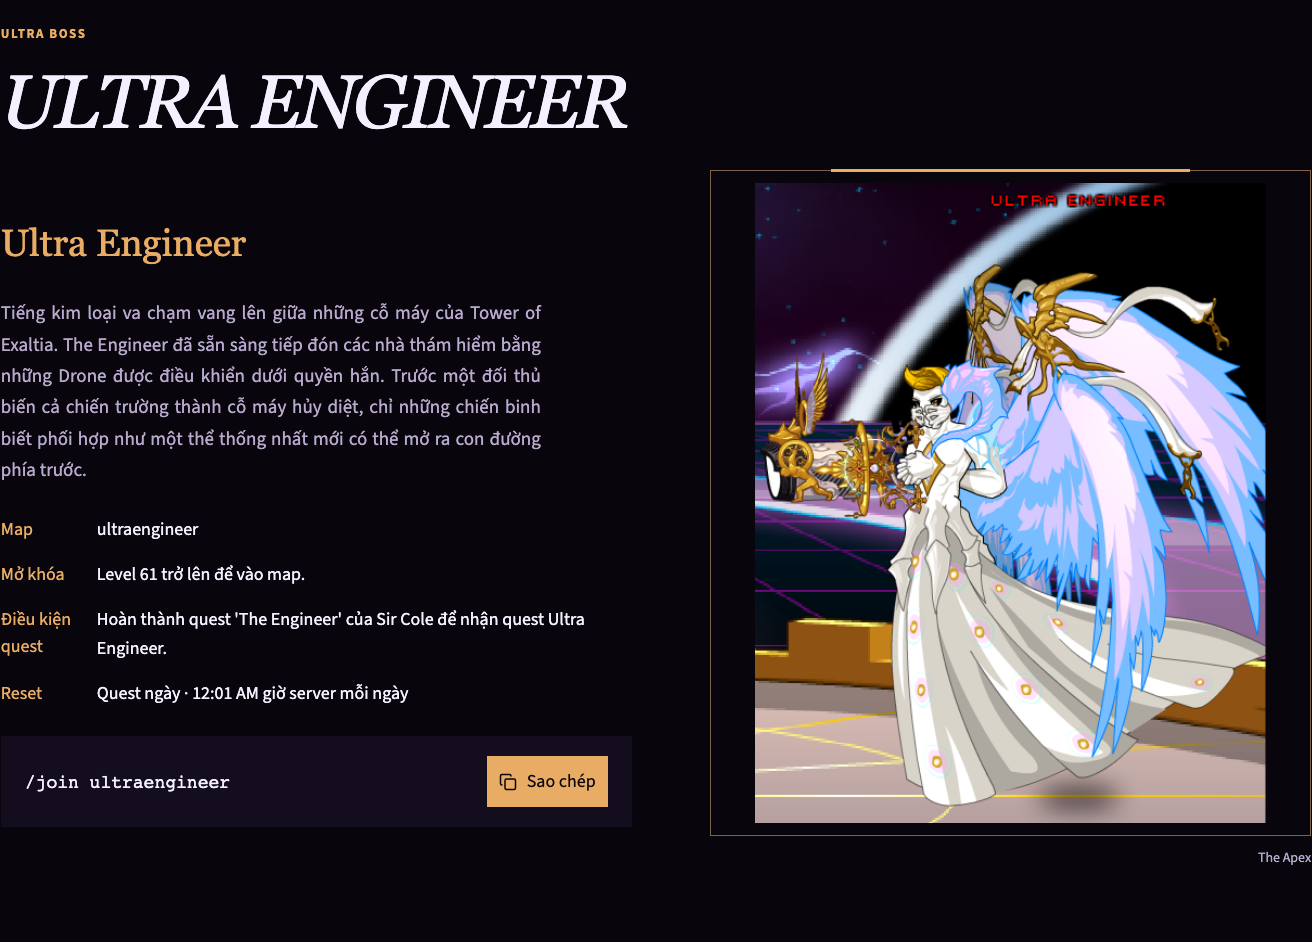 ULTRA BOSS
ULTRA ENGINEER
Ultra Engineer
Tiếng kim loại va chạm vang lên giữa những cỗ máy của Tower of
Exaltia. The Engineer đã sẵn sàng tiếp đón các nhà thám hiểm bằng
những Drone được điều khiển dưới quyền hắn. Trước một đối thủ
biến cả chiến trường thành cỗ máy hủy diệt, chỉ những chiến binh
biết phối hợp như một thể thống nhất mới có thể mở ra con đường
phía trước.
Map ultraengineer
Mở khóa Level 61 trở lên để vào map.
Điều kiện Hoàn thành quest 'The Engineer' của Sir Cole để nhận quest Ultra
quest Engineer.
Reset Quest ngày · 12:01 AM giờ server mỗi ngày
/join ultraengineer Sao chép
ULTRA ENGINEER
The Apex